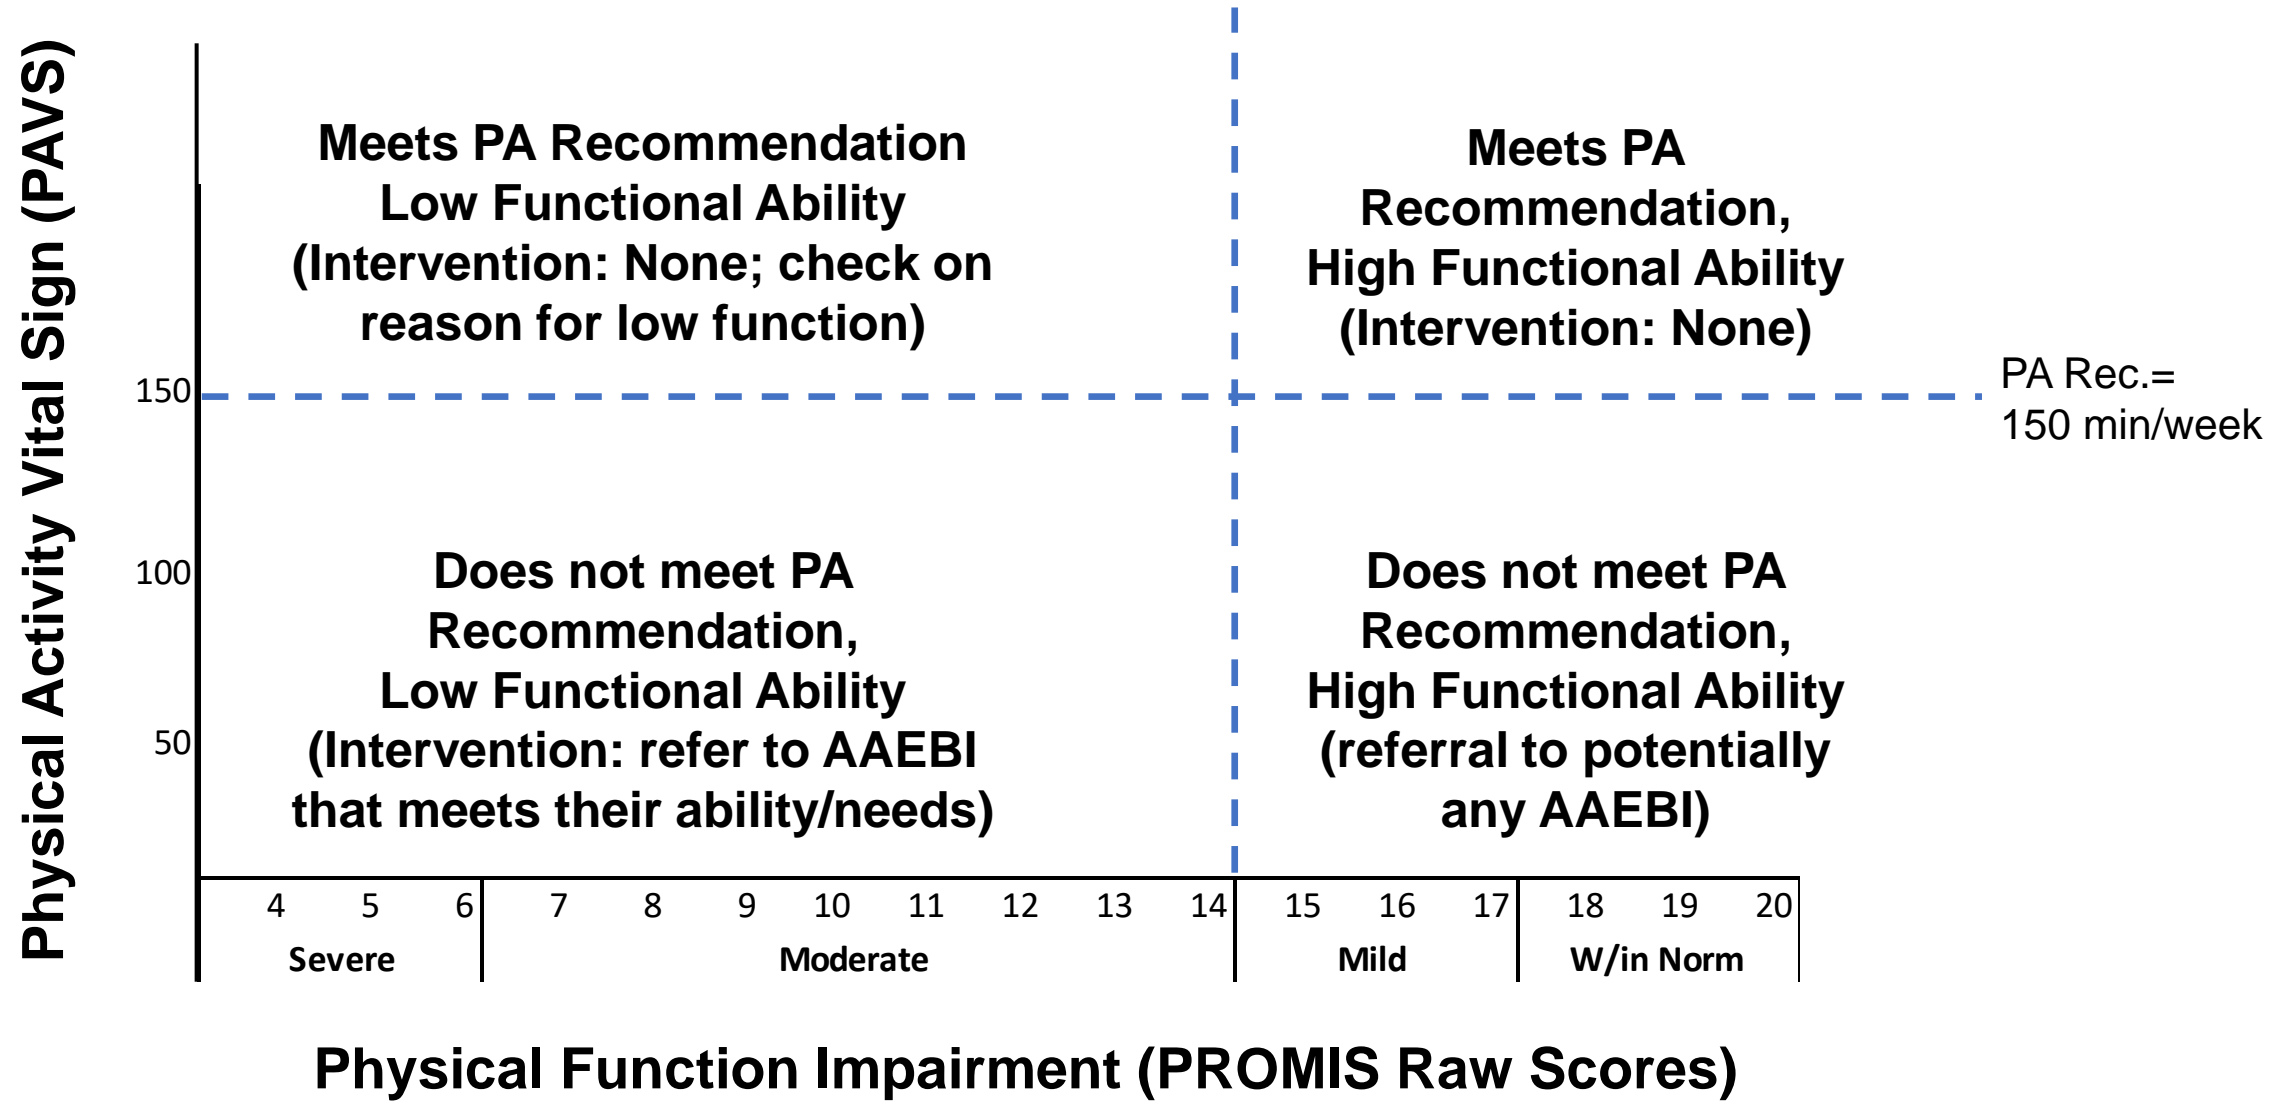 Physical Activity Vital Sign (PAVS)
Meets PA Recommendation
Low Functional Ability
(Intervention: None; check on
reason for low function)
Meets PA
Recommendation,
High Functional Ability
(Intervention: None)
150
PA Rec.=
150 min/week
100
50
Does not meet PA
Recommendation,
Low Functional Ability
(Intervention: refer to AAEBI
that meets their ability/needs)
Does not meet PA
Recommendation,
High Functional Ability
(referral to potentially
any AAEBI)
4 5 6 7 8 9 10 11 12 13 14 15 16 17 18 19 20
Severe Moderate Mild W/in Norm
Physical Function Impairment (PROMIS Raw Scores)